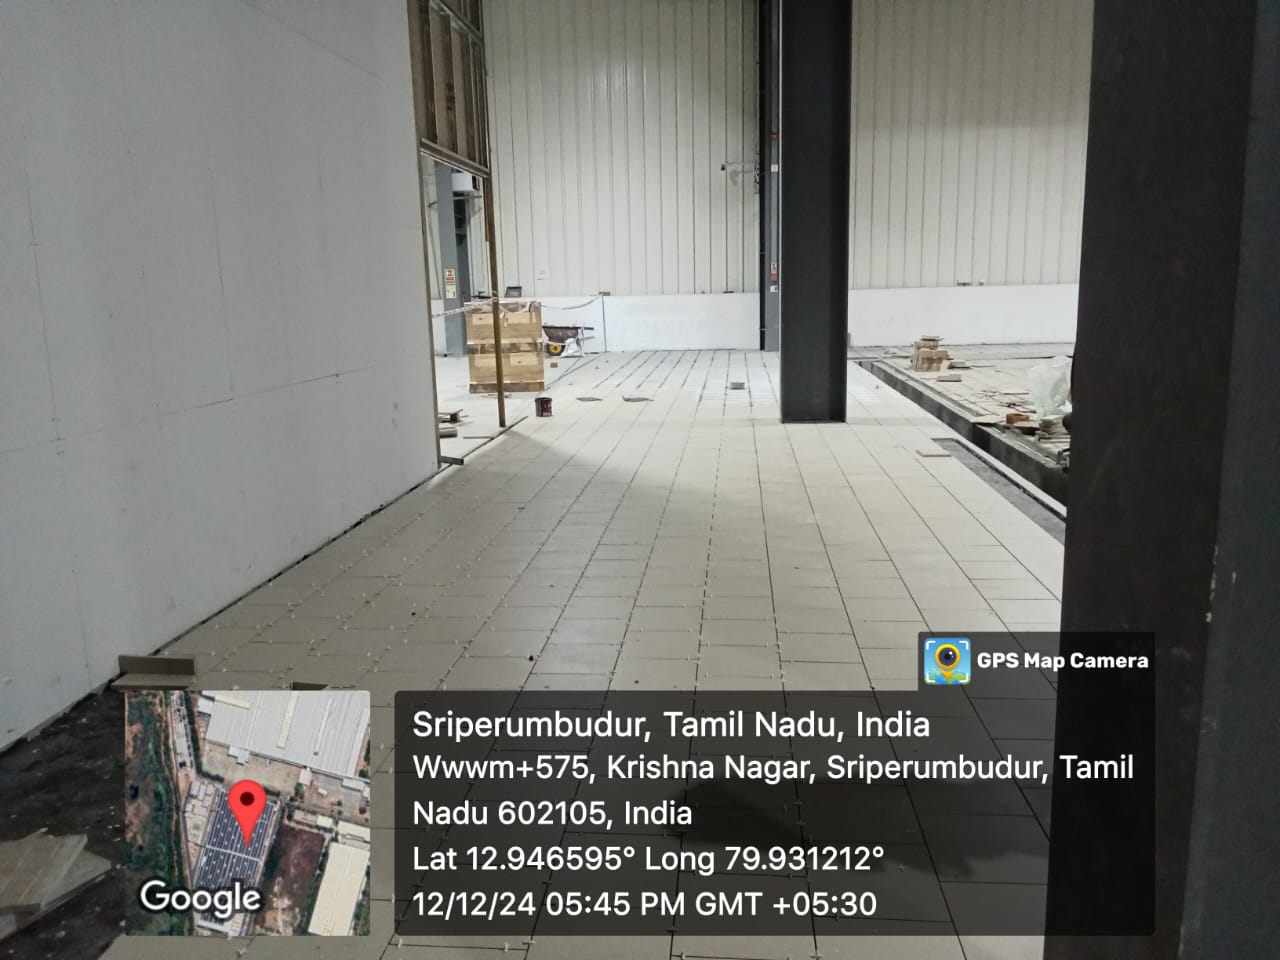 GPS Map Camera
Sriperumbudur, Tamil Nadu, India
Wwwm+575, Krishna Nagar, Sriperumbudur, Tamil
Nadu 602105, India
Lat 12.946595° Long 79.931212°
12/12/24 05:45 PM GMT +05:30
Google